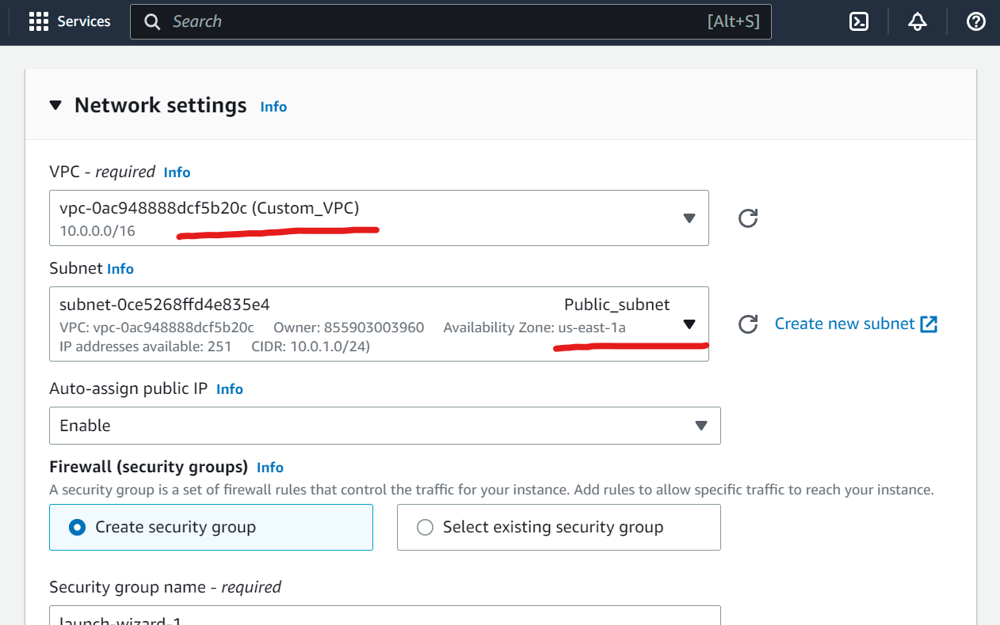 Services Search [Alt+S]
Network settings Info
VPC - required Info
vpc-0ac948888dcf5b20c (Custom_VPC)
10.0.0.0/16
Subnet Info
subnet-0ce5268ffd4e835e4 Public_subnet
VPC: vpc-0ac948888dcf5b20c Owner: 855903003960 Availability Zone: us-east-1a
IP addresses available: 251 CIDR: 10.0.1.0/24)
Create new subnet
Auto-assign public IP Info
Enable
Firewall (security groups) Info
A security group is a set of firewall rules that control the traffic for your instance. Add rules to allow specific traffic to reach your instance.
Create security group Select existing security group
Security group name - required
launch-wizard-1